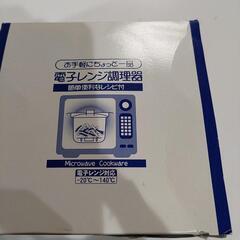 お手軽にちょっと一品
電子レンジ調理器
簡単便利なレシピ付
Microwave Cookware
電子レンジ対応
-20℃～140℃